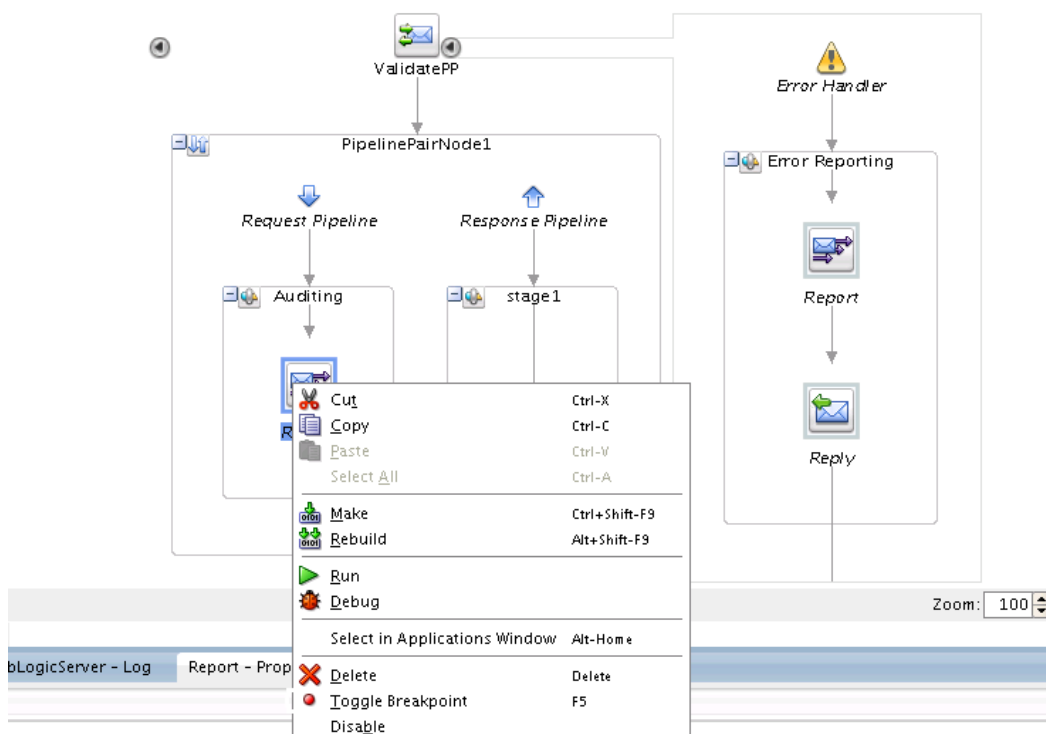 ValidatePP
Error Handler
PipelinePairNode1
Error Reporting
Request Pipeline
Response Pipeline
Auditing
stage1
Report
R
Reply
Cut Ctrl-X
Copy Ctrl-C
Paste Ctrl-V
Select All Ctrl-A
Make Ctrl+Shift-F9
Rebuild Alt+Shift-F9
Run
Debug
Select in Applications Window Alt-Home
Delete Delete
Toggle Breakpoint F5
Disable
Zoom: 100
bLogicServer - Log
Report - Prop